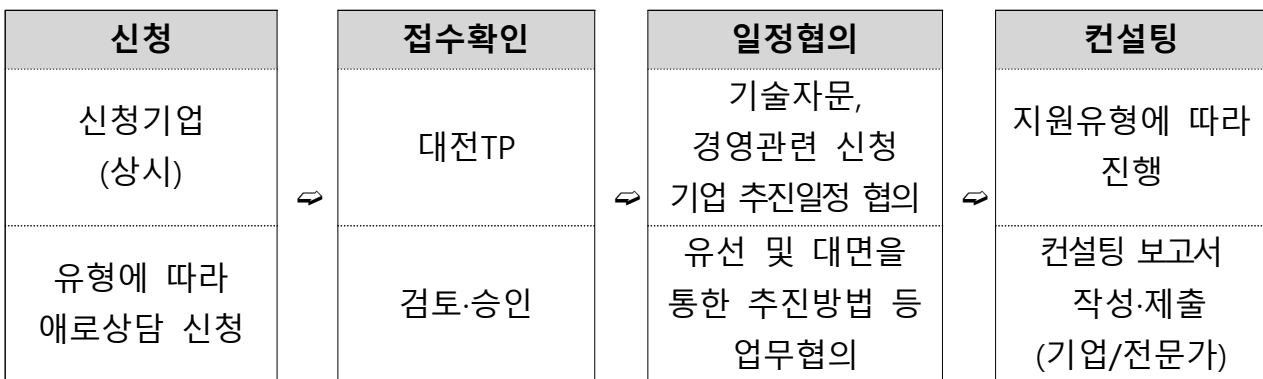 신청
신청기업
(상시)
유형에 따라
애로상담 신청
➫
접수확인
대전TP
검토·승인
➫
일정협의
기술자문,
경영관련 신청
기업 추진일정 협의
유선 및 대면을
통한 추진방법 등
업무협의
➫
컨설팅
지원유형에 따라
진행
컨설팅 보고서
작성·제출
(기업/전문가)